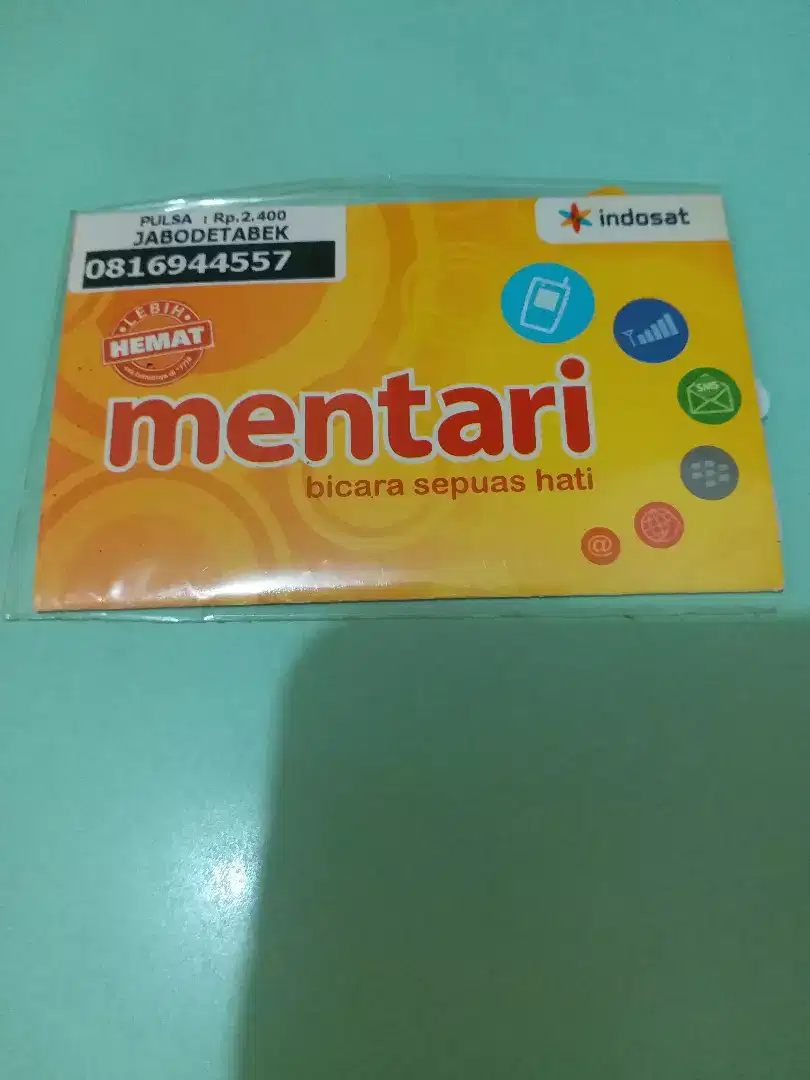 PULSA : Rp.2.400
JABODETABEK
0816944557
indosat
LEBIH
HEMAT
mentari
bicara sepuas hati
SMS
@